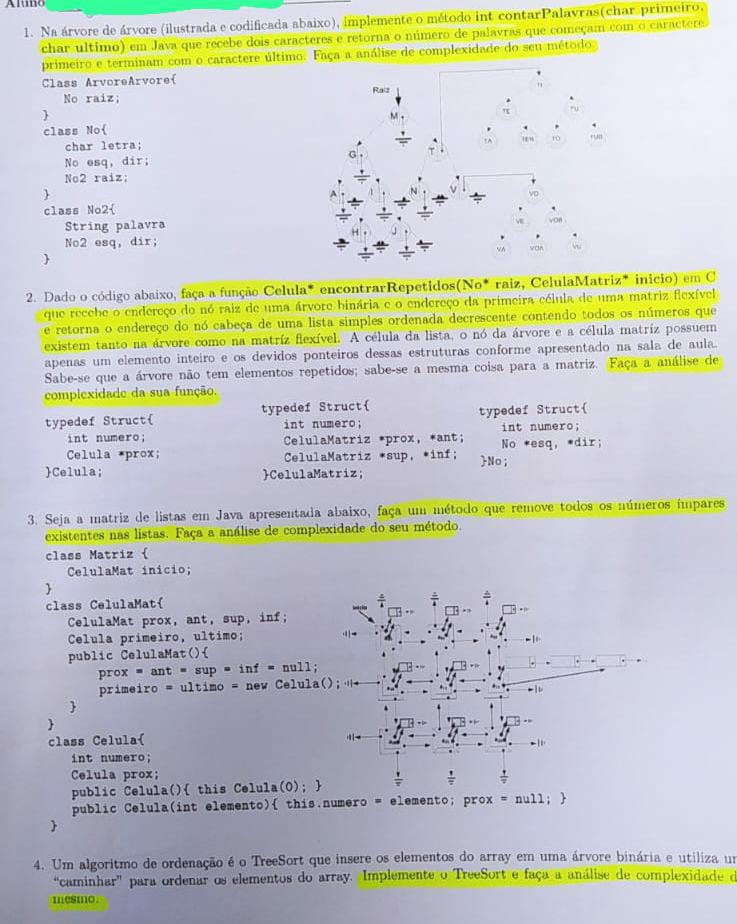 Aluno
1. Na árvore de árvore (ilustrada e codificada abaixo), implemente o método int contarPalavras(char primeiro,
char ultimo) em Java que recebe dois caracteres e retorna o número de palavras que começam com o caractere
primeiro e terminam com o caractere último. Faça a análise de complexidade do seu método.
Class ArvoreArvore{
No raiz;
}
class No{
char letra;
No esq, dir;
No2 raiz;
}
class No2{
String palavra
No2 esq, dir;
}
Raiz
M
G
T
A
I
N
V
H
J
TI
TE
TU
TA
TEN
TO
TUB
VO
VE
VOB
VA
VOA
VU
2. Dado o código abaixo, faça a função Celula* encontrarRepetidos(No* raiz, CelulaMatriz* inicio) em C
que recebe o endereço do nó raiz de uma árvore binária e o endereço da primeira célula de uma matriz flexível
e retorna o endereço do nó cabeça de uma lista simples ordenada decrescente contendo todos os números que
existem tanto na árvore como na matriz flexível. A célula da lista, o nó da árvore e a célula matriz possuem
apenas um elemento inteiro e os devidos ponteiros dessas estruturas conforme apresentado na sala de aula.
Sabe-se que a árvore não tem elementos repetidos; sabe-se a mesma coisa para a matriz. Faça a análise de
complexidade da sua função.
typedef Struct{
int numero;
Celula *prox;
}Celula;
typedef Struct{
int numero;
CelulaMatriz *prox, *ant;
CelulaMatriz *sup, *inf;
}CelulaMatriz;
typedef Struct{
int numero;
No *esq, *dir;
}No;
3. Seja a matriz de listas em Java apresentada abaixo, faça um método que remove todos os números ímpares
existentes nas listas. Faça a análise de complexidade do seu método.
class Matriz {
CelulaMat inicio;
}
class CelulaMat{
CelulaMat prox, ant, sup, inf;
Celula primeiro, ultimo;
public CelulaMat(){
prox = ant = sup = inf = null;
primeiro = ultimo = new Celula();
}
}
class Celula{
int numero;
Celula prox;
public Celula(){ this Celula(0); }
public Celula(int elemento){ this.numero = elemento; prox = null; }
}
início
4. Um algoritmo de ordenação é o TreeSort que insere os elementos do array em uma árvore binária e utiliza um
"caminhar" para ordenar os elementos do array. Implemente o TreeSort e faça a análise de complexidade d
mesmo.